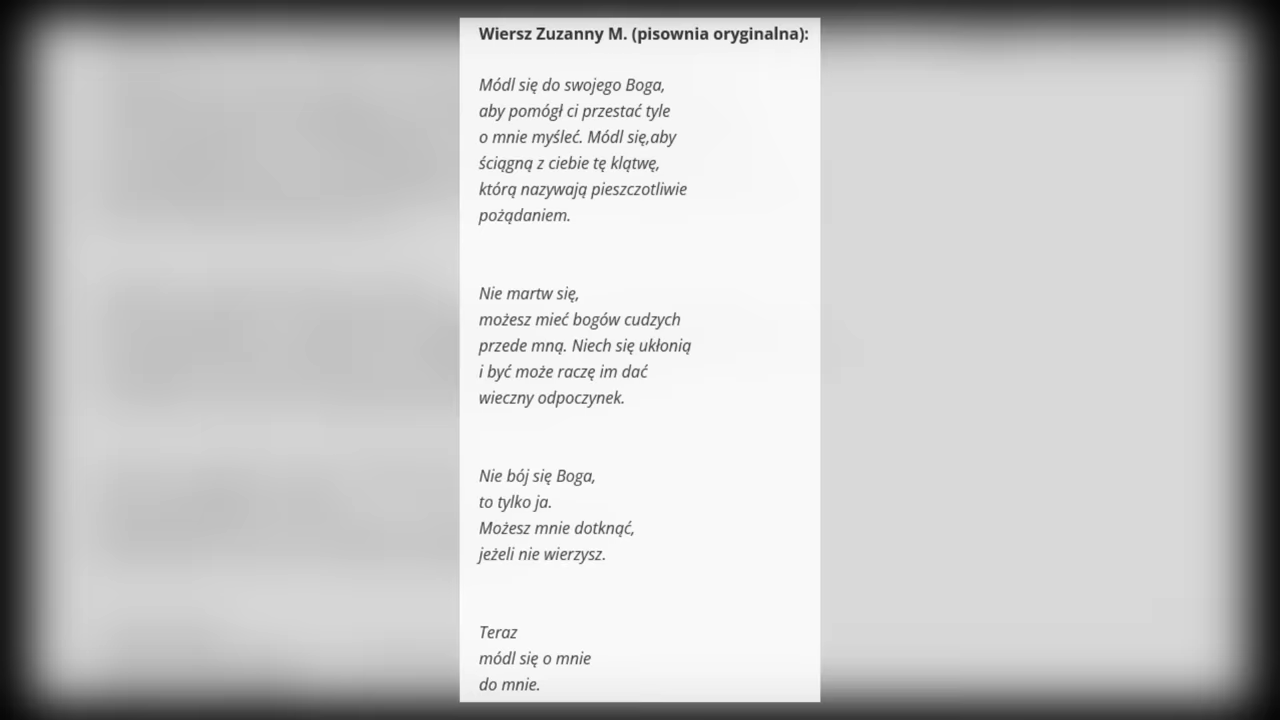 Wiersz Zuzanny M. (pisownia oryginalna):
Módl się do swojego Boga,
aby pomógł ci przestać tyle
o mnie myśleć. Módl się,aby
ściągną z ciebie tę klątwę,
którą nazywają pieszczotliwie
pożądaniem.
Nie martw się,
możesz mieć bogów cudzych
przede mną. Niech się ukłonią
i być może raczę im dać
wieczny odpoczynek.
Nie bój się Boga,
to tylko ja.
Możesz mnie dotknąć,
jeżeli nie wierzysz.
Teraz
módl się o mnie
do mnie.